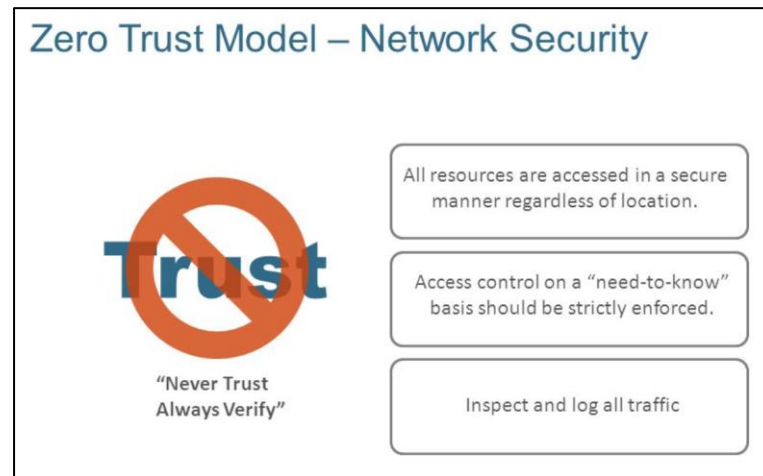 Zero Trust Model – Network Security
Trust
“Never Trust
Always Verify”
All resources are accessed in a secure
manner regardless of location.
Access control on a “need-to-know”
basis should be strictly enforced.
Inspect and log all traffic